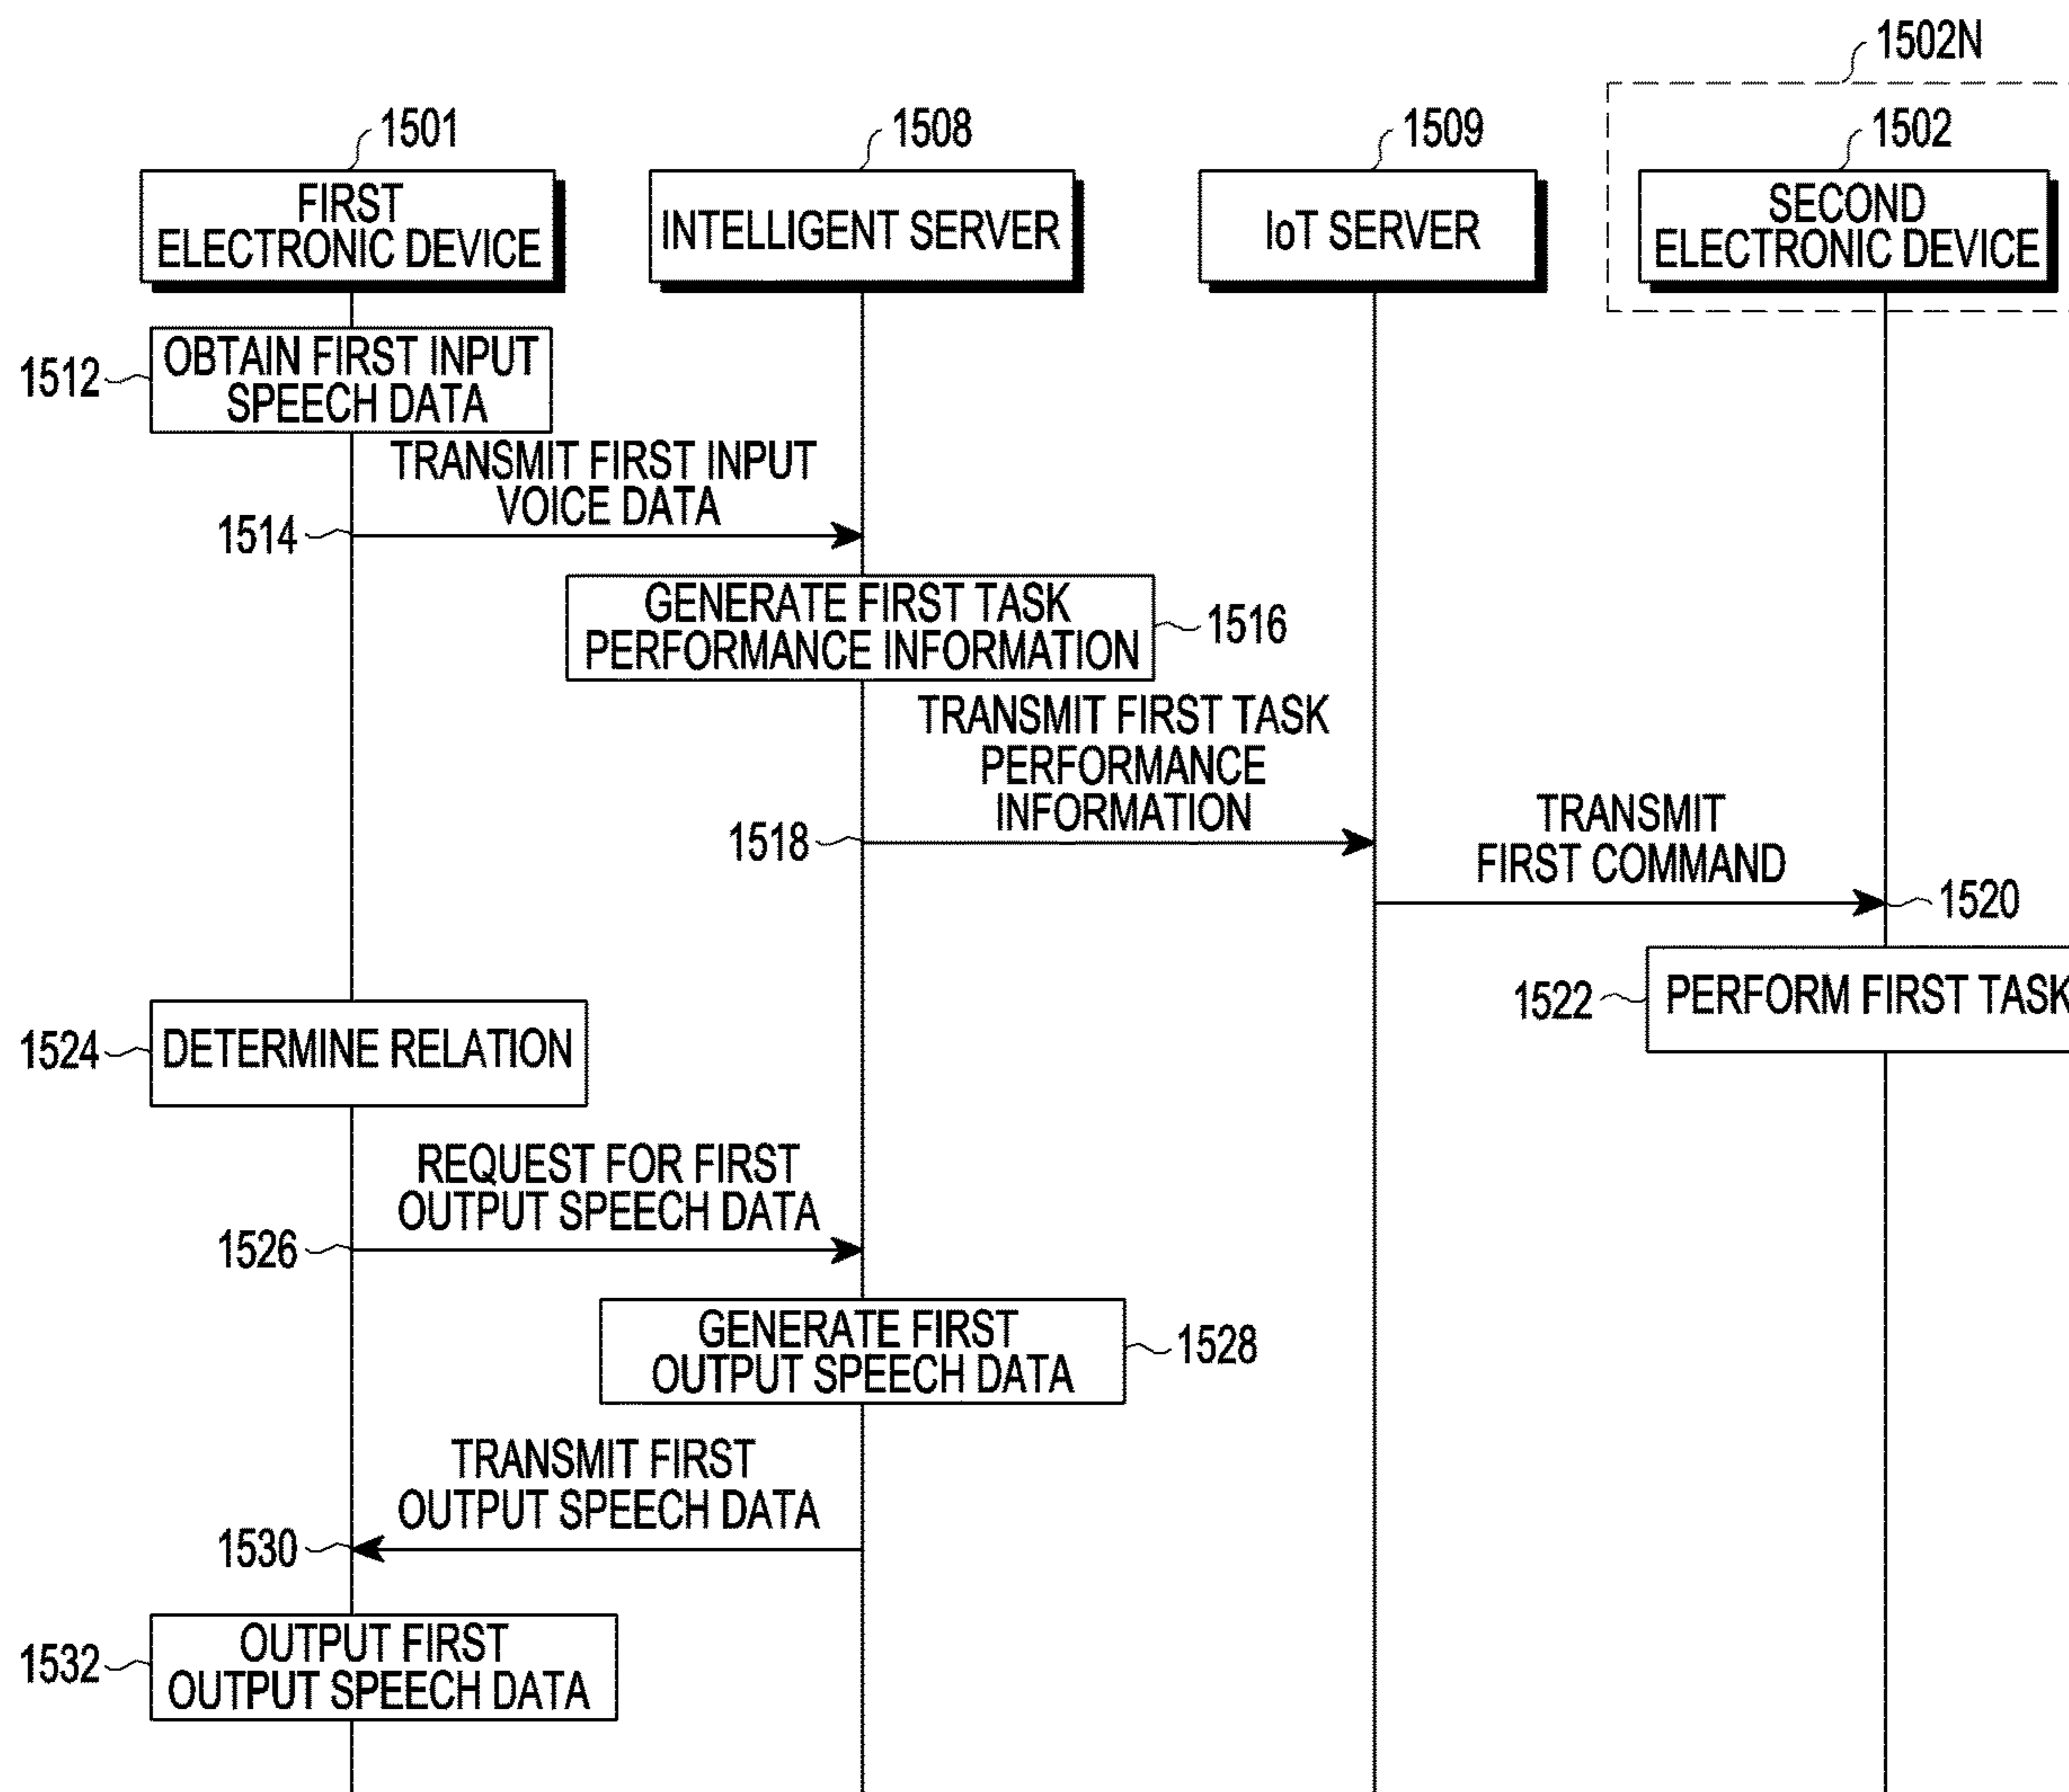 1502N
1501
1508
1509
1502
FIRST
ELECTRONIC DEVICE
INTELLIGENT SERVER
IoT SERVER
SECOND
ELECTRONIC DEVICE
1512
OBTAIN FIRST INPUT
SPEECH DATA
TRANSMIT FIRST INPUT
VOICE DATA
1514
GENERATE FIRST TASK
PERFORMANCE INFORMATION
1516
TRANSMIT FIRST TASK
PERFORMANCE
INFORMATION
1518
TRANSMIT
FIRST COMMAND
1520
1522
PERFORM FIRST TASK
1524
DETERMINE RELATION
REQUEST FOR FIRST
OUTPUT SPEECH DATA
1526
GENERATE FIRST
OUTPUT SPEECH DATA
1528
TRANSMIT FIRST
OUTPUT SPEECH DATA
1530
1532
OUTPUT FIRST
OUTPUT SPEECH DATA